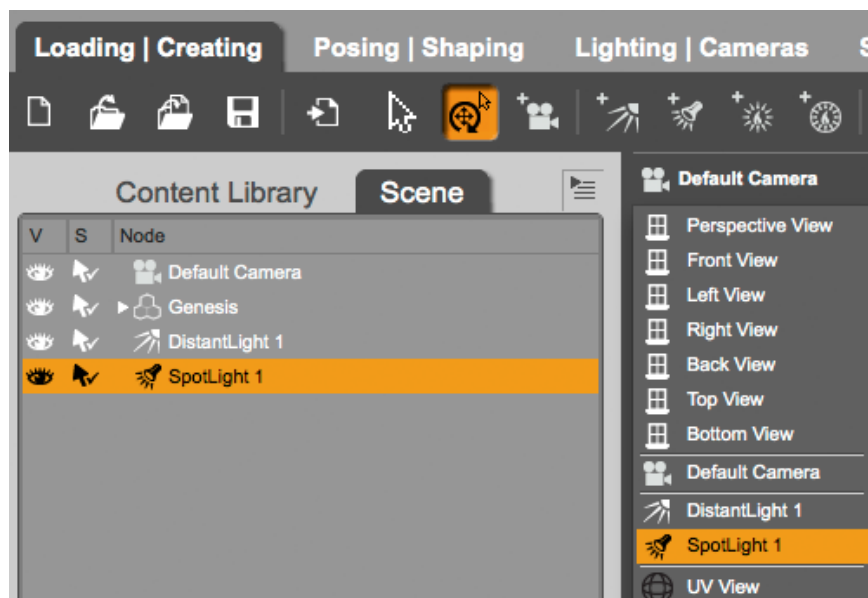 Loading | Creating Posing | Shaping Lighting | Cameras
Content Library Scene
V S Node
Default Camera
Genesis
DistantLight 1
SpotLight 1
Default Camera
Perspective View
Front View
Left View
Right View
Back View
Top View
Bottom View
Default Camera
DistantLight 1
SpotLight 1
UV View